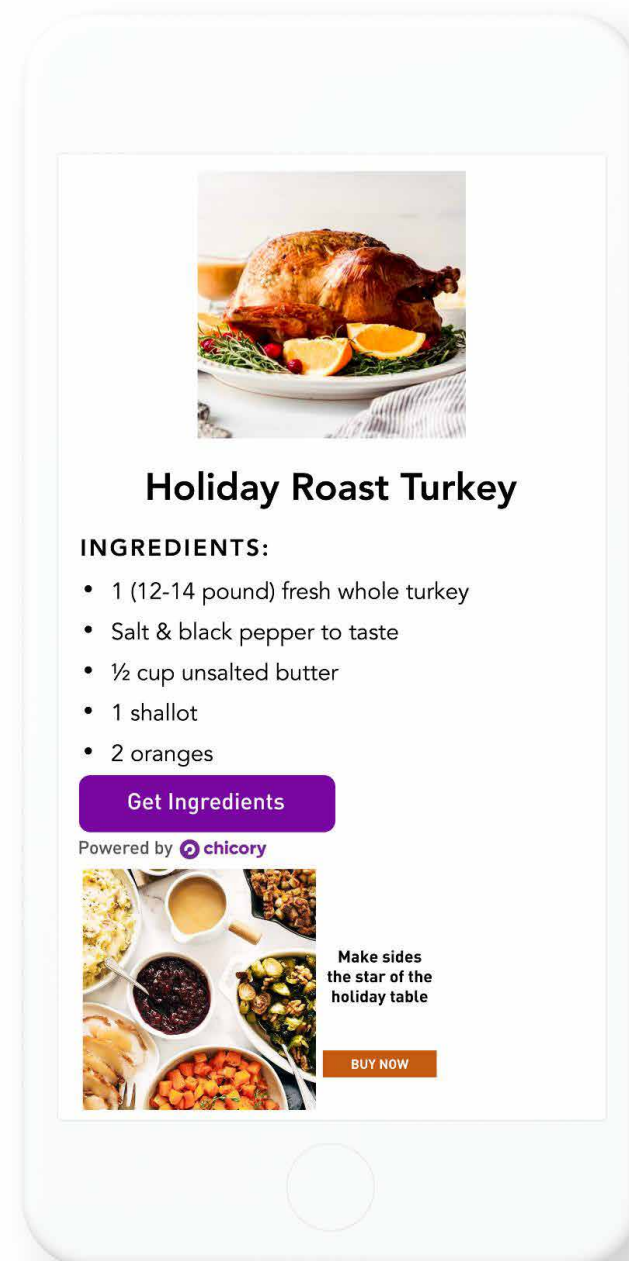 Holiday Roast Turkey
INGREDIENTS:
• 1 (12-14 pound) fresh whole turkey
• Salt & black pepper to taste
• ½ cup unsalted butter
• 1 shallot
• 2 oranges
Get Ingredients
Powered by chicory
Make sides
the star of the
holiday table
BUY NOW